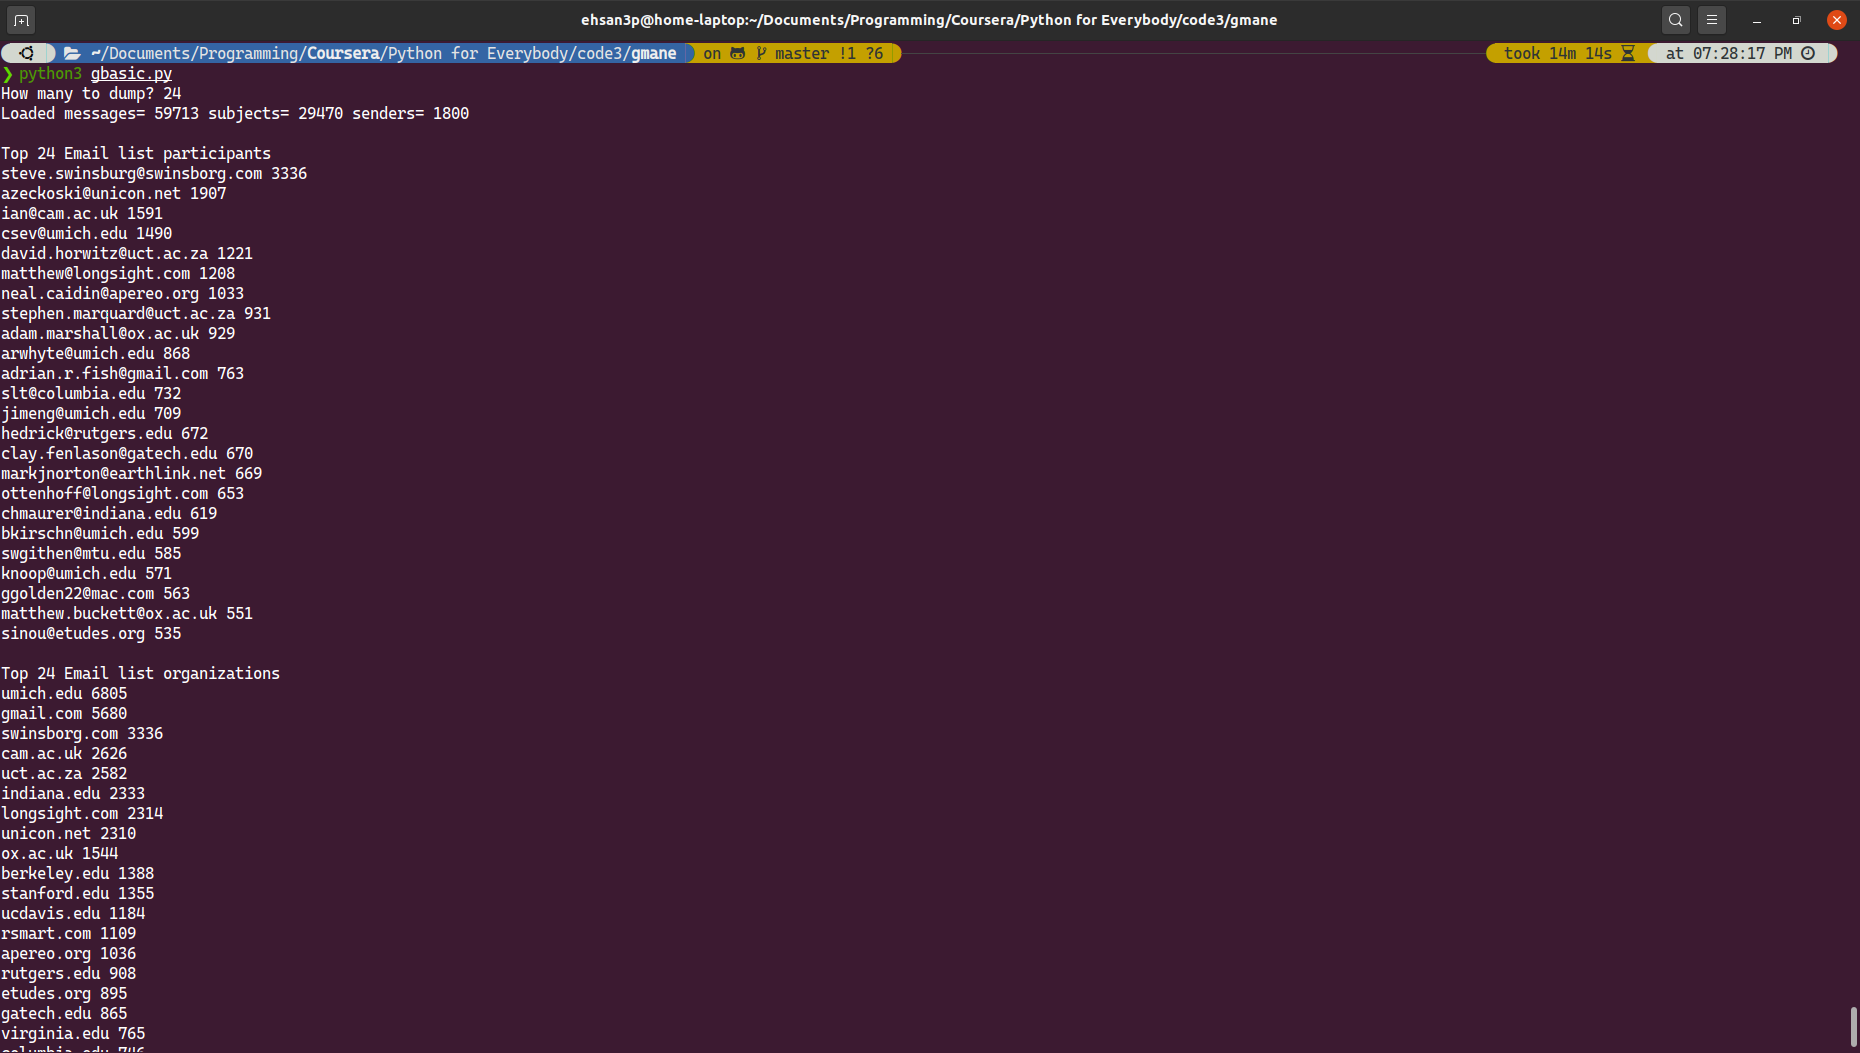 ehsan3p@home-laptop:~/Documents/Programming/Coursera/Python for Everybody/code3/gmane
~/Documents/Programming/Coursera/Python for Everybody/code3/gmane on master !1 ?6 took 14m 14s at 07:28:17 PM
❯ python3 gbasic.py
How many to dump? 24
Loaded messages= 59713 subjects= 29470 senders= 1800
Top 24 Email list participants
steve.swinsburg@swinsborg.com 3336
azeckoski@unicon.net 1907
ian@cam.ac.uk 1591
csev@umich.edu 1490
david.horwitz@uct.ac.za 1221
matthew@longsight.com 1208
neal.caidin@apereo.org 1033
stephen.marquard@uct.ac.za 931
adam.marshall@ox.ac.uk 929
arwhyte@umich.edu 868
adrian.r.fish@gmail.com 763
slt@columbia.edu 732
jimeng@umich.edu 709
hedrick@rutgers.edu 672
clay.fenlason@gatech.edu 670
markjnorton@earthlink.net 669
ottenhoff@longsight.com 653
chmaurer@indiana.edu 619
bkirschn@umich.edu 599
swgithen@mtu.edu 585
knoop@umich.edu 571
ggolden22@mac.com 563
matthew.buckett@ox.ac.uk 551
sinou@etudes.org 535
Top 24 Email list organizations
umich.edu 6805
gmail.com 5680
swinsborg.com 3336
cam.ac.uk 2626
uct.ac.za 2582
indiana.edu 2333
longsight.com 2314
unicon.net 2310
ox.ac.uk 1544
berkeley.edu 1388
stanford.edu 1355
ucdavis.edu 1184
rsmart.com 1109
apereo.org 1036
rutgers.edu 908
etudes.org 895
gatech.edu 865
virginia.edu 765
columbia.edu 746